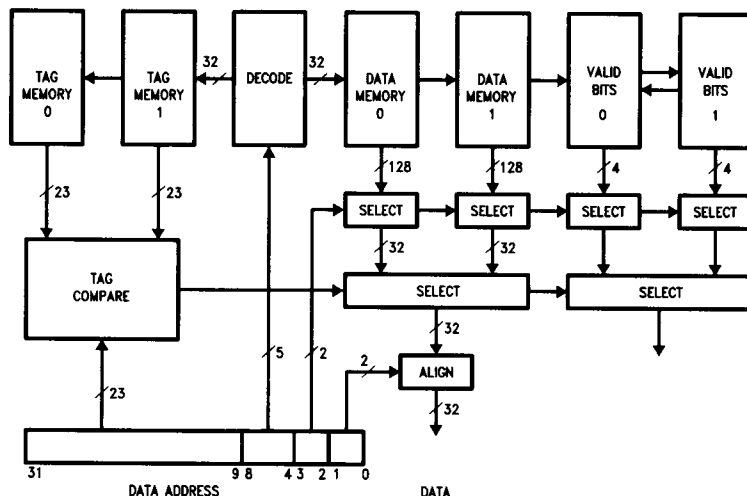 TAG MEMORY 0
TAG MEMORY 1
32
DECODE
32
DATA MEMORY 0
DATA MEMORY 1
VALID BITS 0
VALID BITS 1
23
23
128
128
4
4
SELECT
SELECT
SELECT
SELECT
32
32
TAG COMPARE
SELECT
SELECT
32
5
2
2
ALIGN
23
32
31
9 8
4 3
2 1
0
DATA ADDRESS
DATA